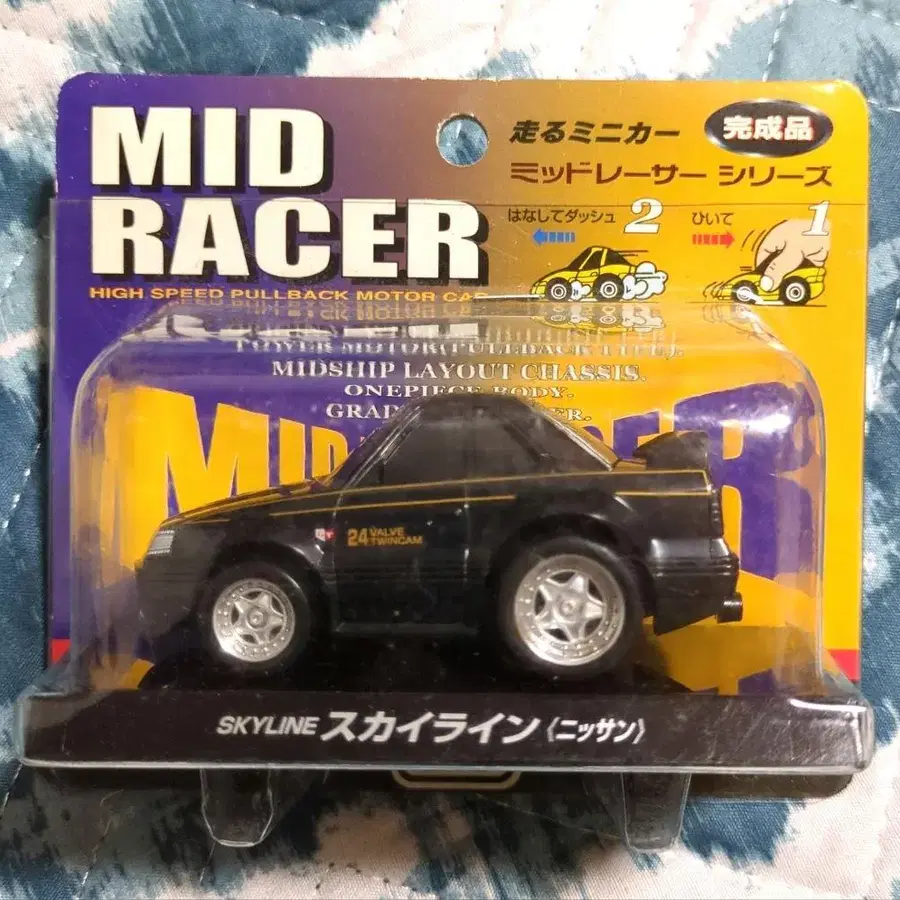 MID
RACER
HIGH SPEED PULLBACK MOTOR CAR
走るミニカー
完成品
ミッドレーサー シリーズ
はなしてダッシュ 2
ひいて 1
MIDSHIP LAYOUT CHASSIS.
ONEPIECE BODY.
24 VALVE
TWINCAM
SKYLINE スカイライン〈ニッサン〉